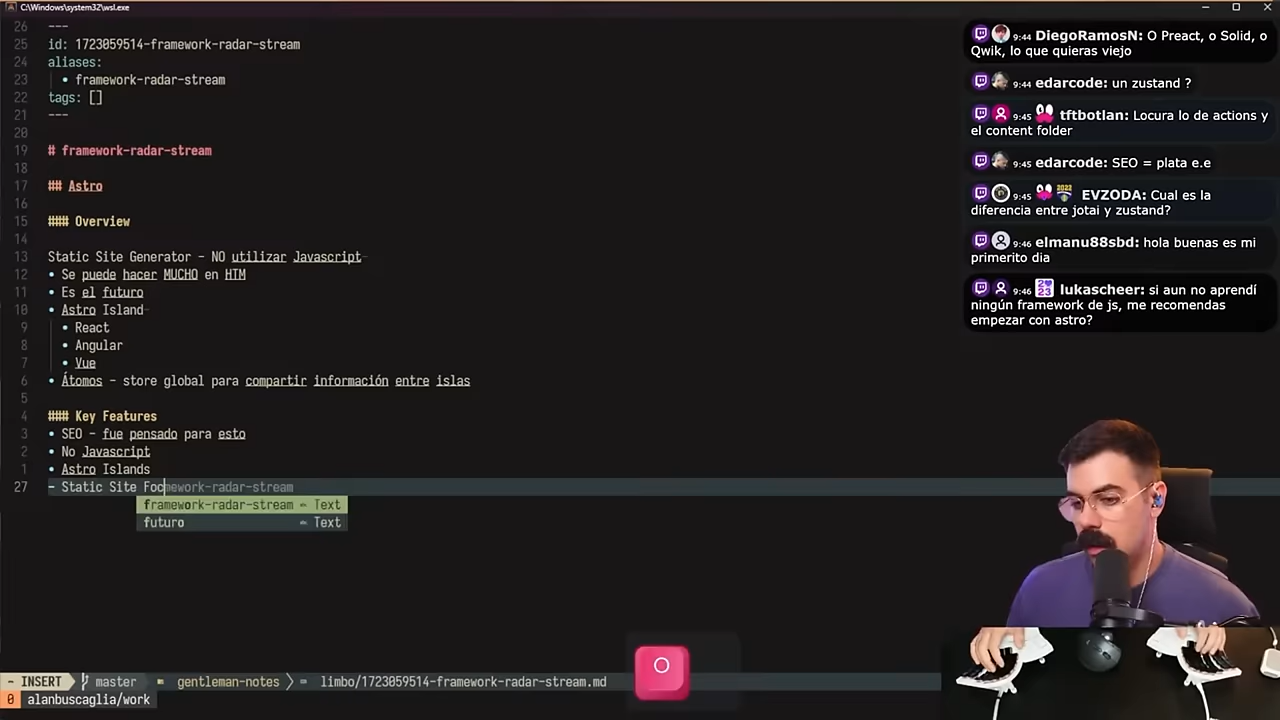 C:\Windows\system32\wsl.exe
26 ---
25 id: 1723059514-framework-radar-stream
24 aliases:
23 • framework-radar-stream
22 tags: []
21 ---
20
19 # framework-radar-stream
18
17 ## Astro
16
15 #### Overview
14
13 Static Site Generator - NO utilizar Javascript
12 • Se puede hacer MUCHO en HTM
11 • Es el futuro
10 • Astro Island
9 • React
8 • Angular
7 • Vue
6 • Átomos - store global para compartir información entre islas
5
4 #### Key Features
3 • SEO - fue pensado para esto
2 • No Javascript
1 • Astro Islands
27 - Static Site Focmework-radar-stream
framework-radar-stream Text
futuro Text
- INSERT master gentleman-notes limbo/1723059514-framework-radar-stream.md
0 alanbuscaglia/work
O
9:44 DiegoRamosN: O Preact, o Solid, o
Qwik, lo que quieras viejo
9:44 edarcode: un zustand ?
9:45 tftbotlan: Locura lo de actions y
el content folder
9:45 edarcode: SEO = plata e.e
9:45 2022 EVZODA: Cual es la
diferencia entre jotai y zustand?
9:46 elmanu88sbd: hola buenas es mi
primerito dia
9:46 lukascheer: si aun no aprendí
ningún framework de js, me recomendas
empezar con astro?